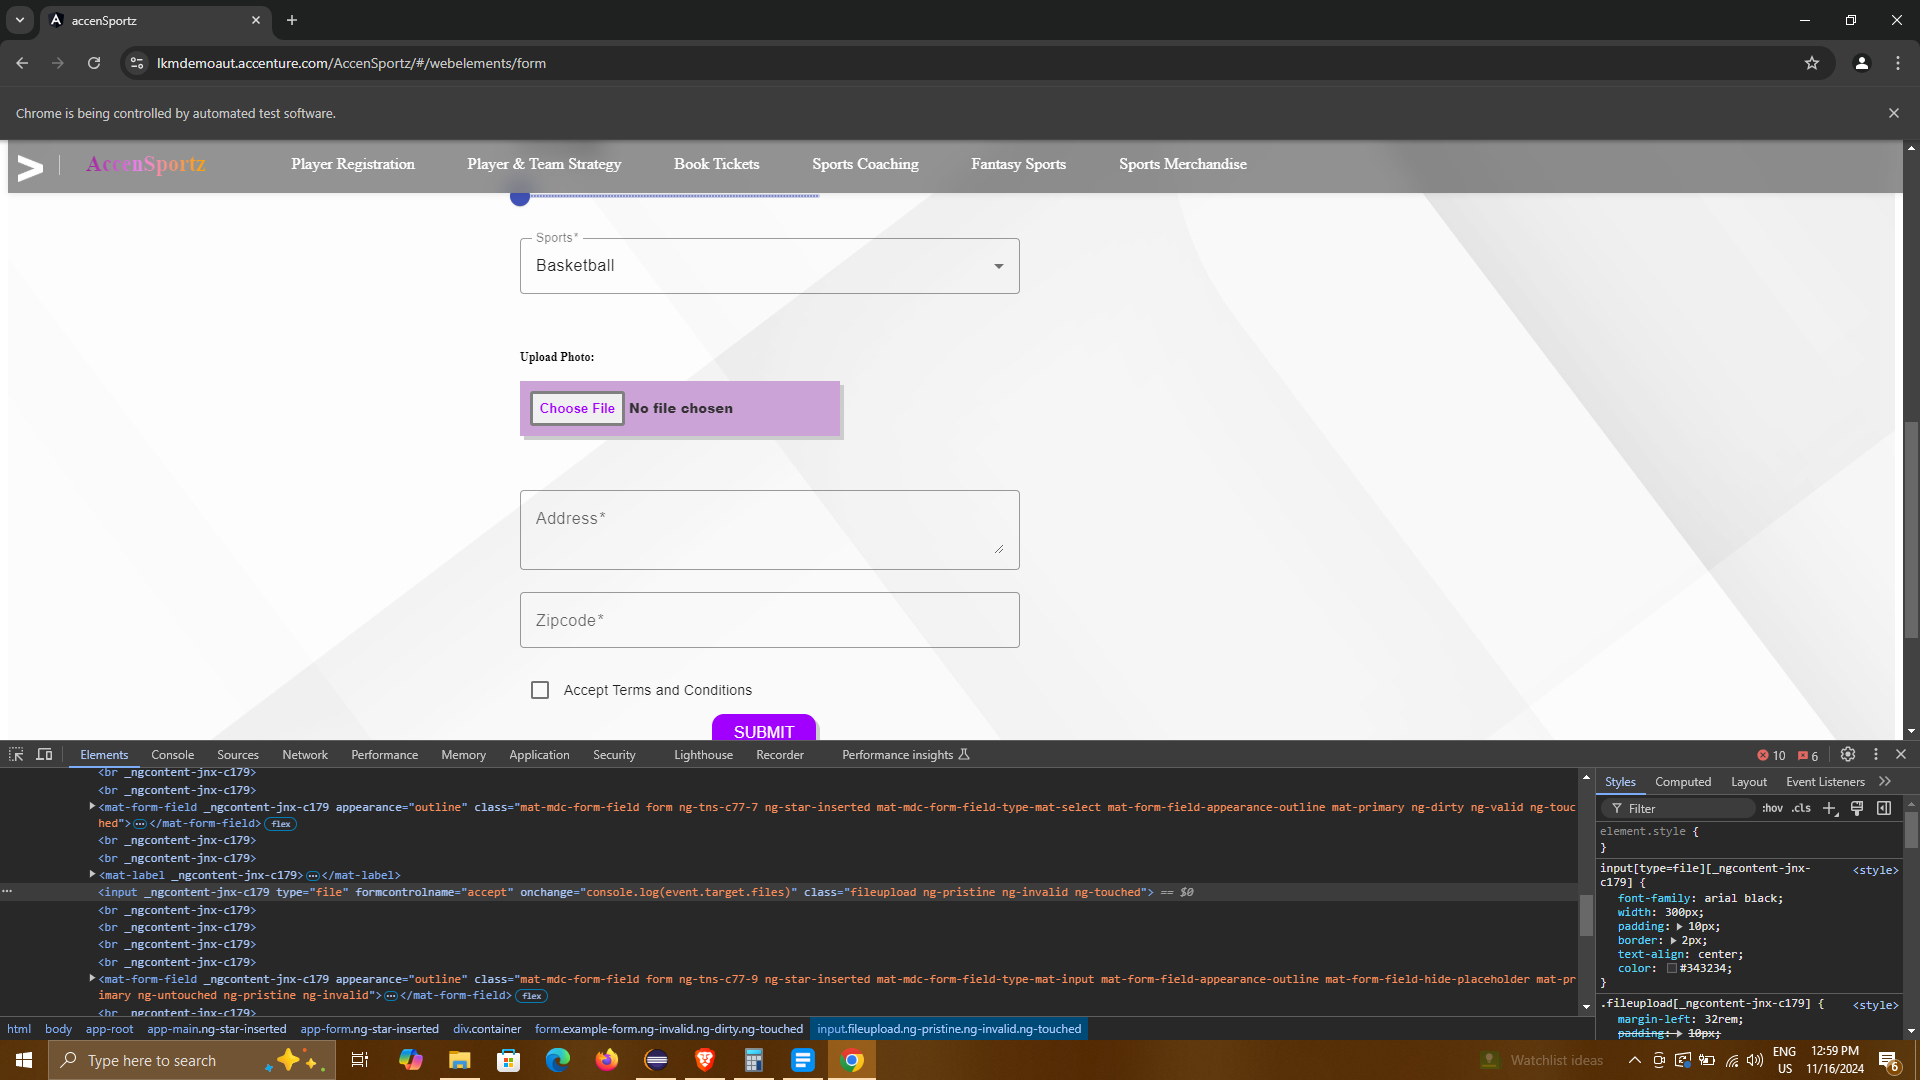 accenSportz
lkmdemoaut.accenture.com/AccenSportz/#/webelements/form
Chrome is being controlled by automated test software.
AccenSportz Player Registration Player & Team Strategy Book Tickets Sports Coaching Fantasy Sports Sports Merchandise
Sports*
Basketball
Upload Photo:
Choose File No file chosen
Address*
Zipcode*
Accept Terms and Conditions
SUBMIT
Elements Console Sources Network Performance Memory Application Security Lighthouse Recorder Performance insights 10 6
<br _ngcontent-jnx-c179>
<br _ngcontent-jnx-c179>
<mat-form-field _ngcontent-jnx-c179 appearance="outline" class="mat-mdc-form-field form ng-tns-c77-7 ng-star-inserted mat-mdc-form-field-type-mat-select mat-form-field-appearance-outline mat-primary ng-dirty ng-valid ng-touc
hed">…</mat-form-field> flex
<br _ngcontent-jnx-c179>
<br _ngcontent-jnx-c179>
<mat-label _ngcontent-jnx-c179>…</mat-label>
<input _ngcontent-jnx-c179 type="file" formcontrolname="accept" onchange="console.log(event.target.files)" class="fileupload ng-pristine ng-invalid ng-touched"> == $0
<br _ngcontent-jnx-c179>
<br _ngcontent-jnx-c179>
<br _ngcontent-jnx-c179>
<br _ngcontent-jnx-c179>
<mat-form-field _ngcontent-jnx-c179 appearance="outline" class="mat-mdc-form-field form ng-tns-c77-9 ng-star-inserted mat-mdc-form-field-type-mat-input mat-form-field-appearance-outline mat-form-field-hide-placeholder mat-pr
imary ng-untouched ng-pristine ng-invalid">…</mat-form-field> flex
<br _ngcontent-jnx-c179>
html body app-root app-main.ng-star-inserted app-form.ng-star-inserted div.container form.example-form.ng-invalid.ng-dirty.ng-touched input.fileupload.ng-pristine.ng-invalid.ng-touched
Styles Computed Layout Event Listeners
Filter :hov .cls
element.style {
}
input[type=file][_ngcontent-jnx- <style>
c179] {
font-family: arial black;
width: 300px;
padding: 10px;
border: 2px;
text-align: center;
color: #343234;
}
.fileupload[_ngcontent-jnx-c179] { <style>
margin-left: 32rem;
padding: 10px;
Type here to search
Watchlist ideas
ENG
US
12:59 PM
11/16/2024
6